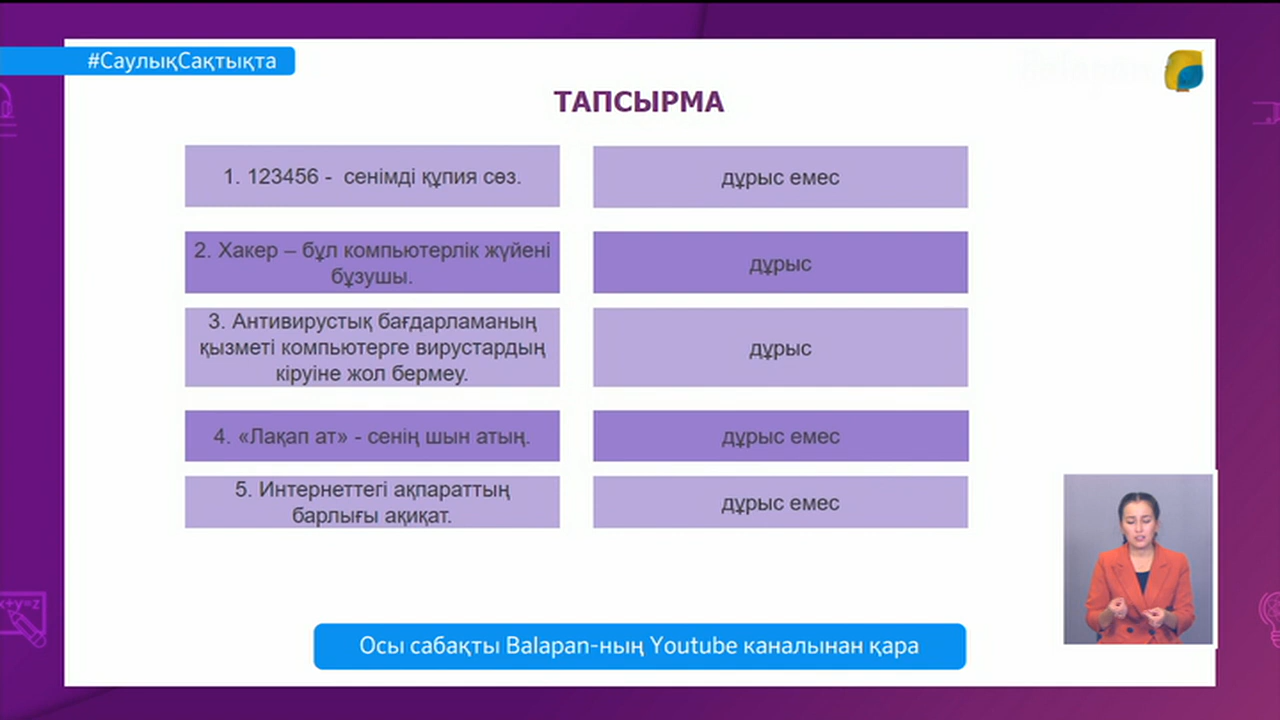 #СаулықСақтықта
ТАПСЫРМА
1. 123456 - сенімді құпия сөз.
дұрыс емес
2. Хакер – бұл компьютерлік жүйені
бұзушы.
дұрыс
3. Антивирустық бағдарламаның
қызметі компьютерге вирустардың
кіруіне жол бермеу.
дұрыс
4. «Лақап ат» - сенің шын атың.
дұрыс емес
5. Интернеттегі ақпараттың
барлығы ақиқат.
дұрыс емес
x+y=z
Осы сабақты Balapan-ның Youtube каналынан қара